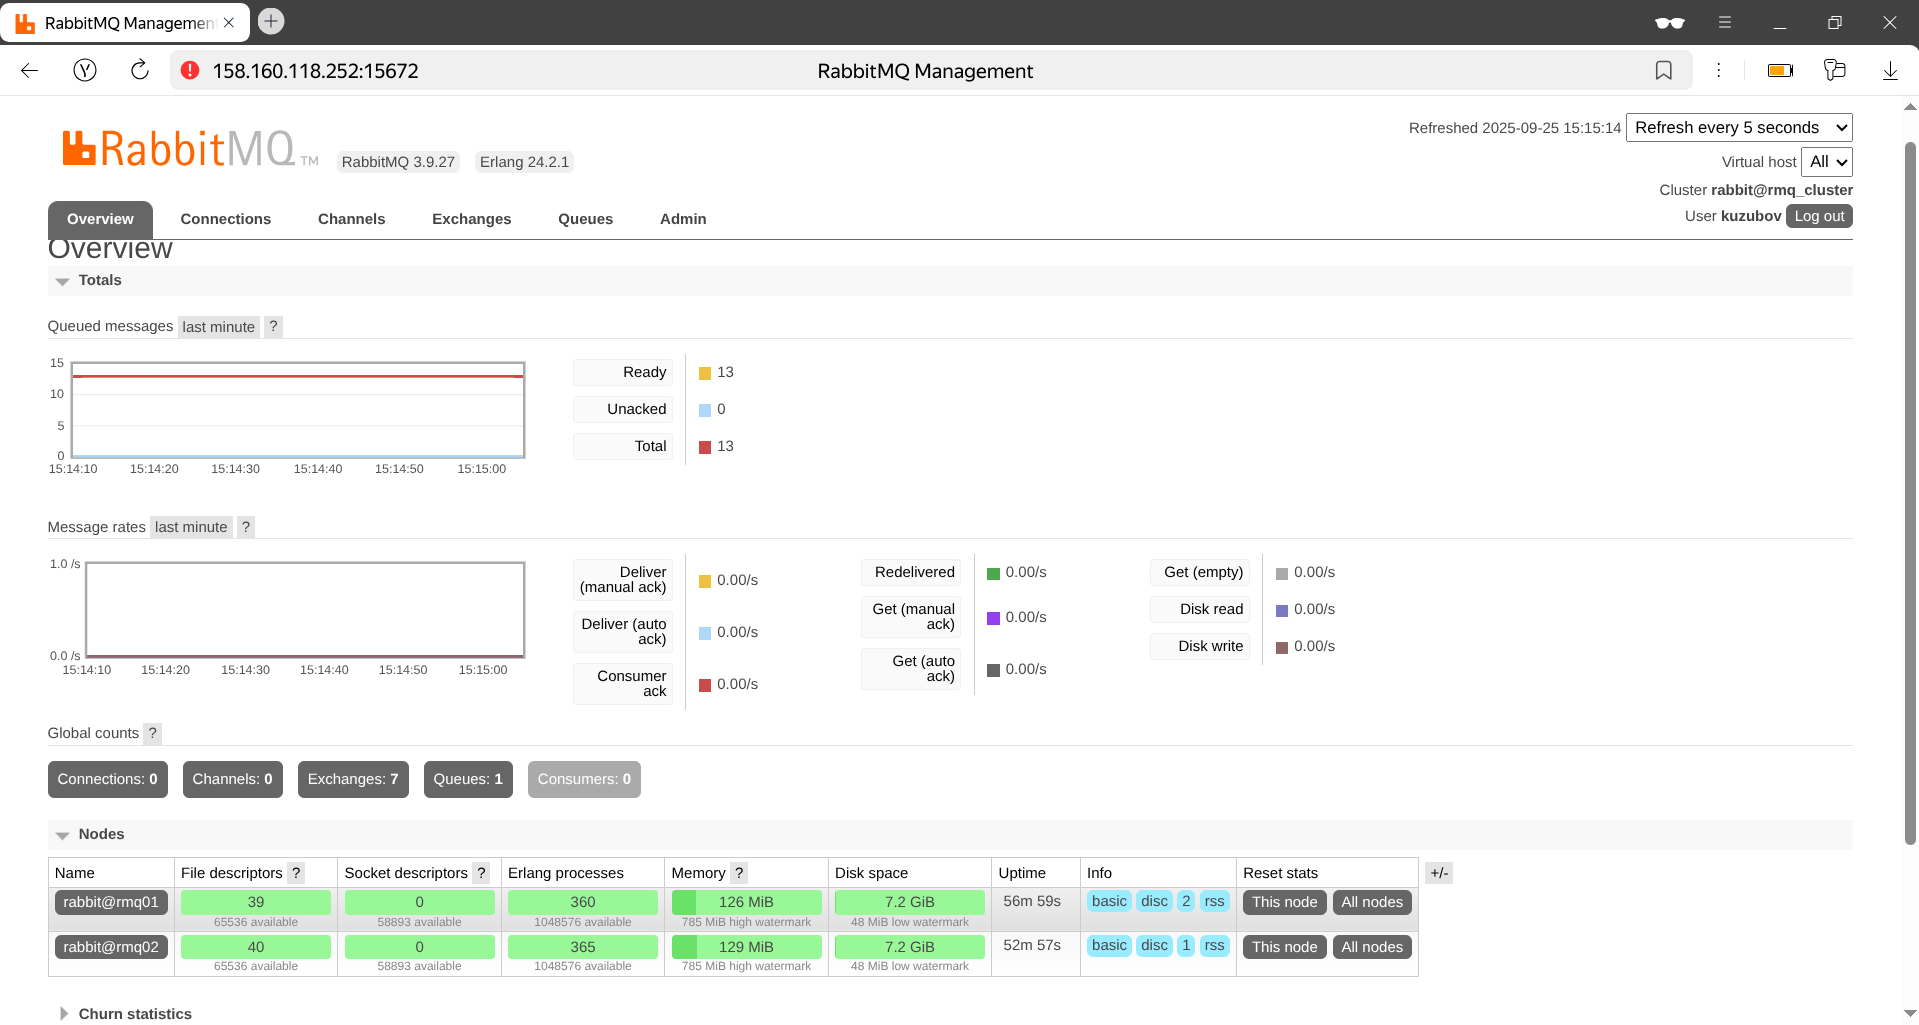 RabbitMQ Managemen
158.160.118.252:15672
RabbitMQ Management
RabbitMQ TM
RabbitMQ 3.9.27
Erlang 24.2.1
Refreshed 2025-09-25 15:15:14 Refresh every 5 seconds
Virtual host All
Cluster rabbit@rmq_cluster
User kuzubov Log out
Overview Connections Channels Exchanges Queues Admin
Overview
Totals
Queued messages last minute ?
15
10
5
0
15:14:10 15:14:20 15:14:30 15:14:40 15:14:50 15:15:00
Ready 13
Unacked 0
Total 13
Message rates last minute ?
1.0 /s
0.0 /s
15:14:10 15:14:20 15:14:30 15:14:40 15:14:50 15:15:00
Deliver
(manual ack) 0.00/s
Deliver (auto
ack) 0.00/s
Consumer
ack 0.00/s
Redelivered 0.00/s
Get (manual
ack) 0.00/s
Get (auto
ack) 0.00/s
Get (empty) 0.00/s
Disk read 0.00/s
Disk write 0.00/s
Global counts ?
Connections: 0 Channels: 0 Exchanges: 7 Queues: 1 Consumers: 0
Nodes
Name File descriptors ? Socket descriptors ? Erlang processes Memory ? Disk space Uptime Info Reset stats +/-
rabbit@rmq01 39 0 360 126 MiB 7.2 GiB 56m 59s basic disc 2 rss This node All nodes
65536 available 58893 available 1048576 available 785 MiB high watermark 48 MiB low watermark
rabbit@rmq02 40 0 365 129 MiB 7.2 GiB 52m 57s basic disc 1 rss This node All nodes
65536 available 58893 available 1048576 available 785 MiB high watermark 48 MiB low watermark
Churn statistics